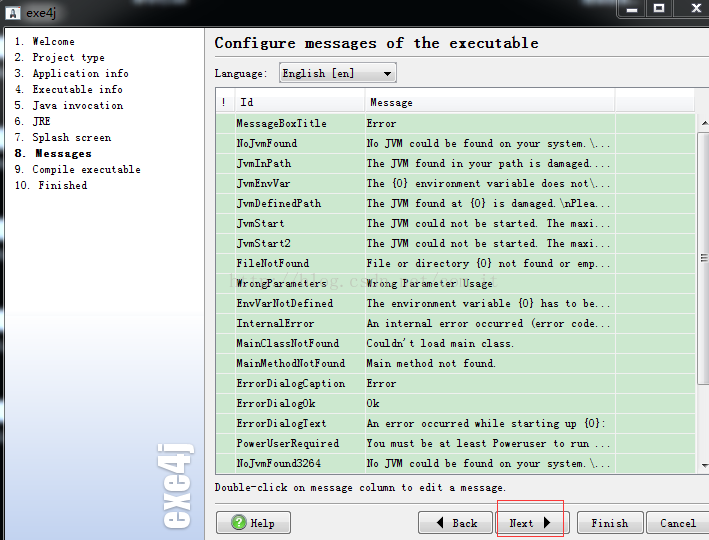 exe4j
1. Welcome
2. Project type
3. Application info
4. Executable info
5. Java invocation
6. JRE
7. Splash screen
8. Messages
9. Compile executable
10. Finished
exe4j
Configure messages of the executable
Language: English [en]
! Id Message
MessageBoxTitle Error
NoJvmFound No JVM could be found on your system.\...
JvmInPath The JVM found in your path is damaged....
JvmEnvVar The {0} environment variable does not\...
JvmDefinedPath The JVM found at {0} is damaged.\nPlea...
JvmStart The JVM could not be started. The maxi...
JvmStart2 The JVM could not be started. The maxi...
FileNotFound File or directory {0} not found or emp...
WrongParameters Wrong Parameter Usage
EnvVarNotDefined The environment variable {0} has to be...
InternalError An internal error occurred (error code...
MainClassNotFound Couldn't load main class.
MainMethodNotFound Main method not found.
ErrorDialogCaption Error
ErrorDialogOk Ok
ErrorDialogText An error occurred while starting up {0}:
PowerUserRequired You must be at least Poweruser to run ...
NoJvmFound3264 No JVM could be found on your system.\...
Double-click on message column to edit a message.
Help Back Next Finish Cancel